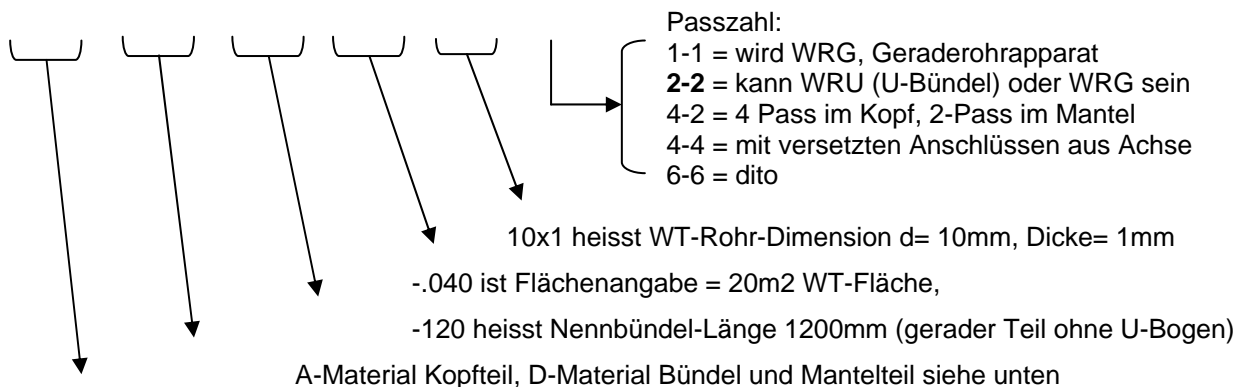 Passzahl:
1-1 = wird WRG, Geraderohrapparat
2-2 = kann WRU (U-Bündel) oder WRG sein
4-2 = 4 Pass im Kopf, 2-Pass im Mantel
4-4 = mit versetzten Anschlüssen aus Achse
6-6 = dito
10x1 heisst WT-Rohr-Dimension d= 10mm, Dicke= 1mm
-.040 ist Flächenangabe = 20m2 WT-Fläche,
-120 heisst Nennbündel-Länge 1200mm (gerader Teil ohne U-Bogen)
A-Material Kopfteil, D-Material Bündel und Mantelteil siehe unten